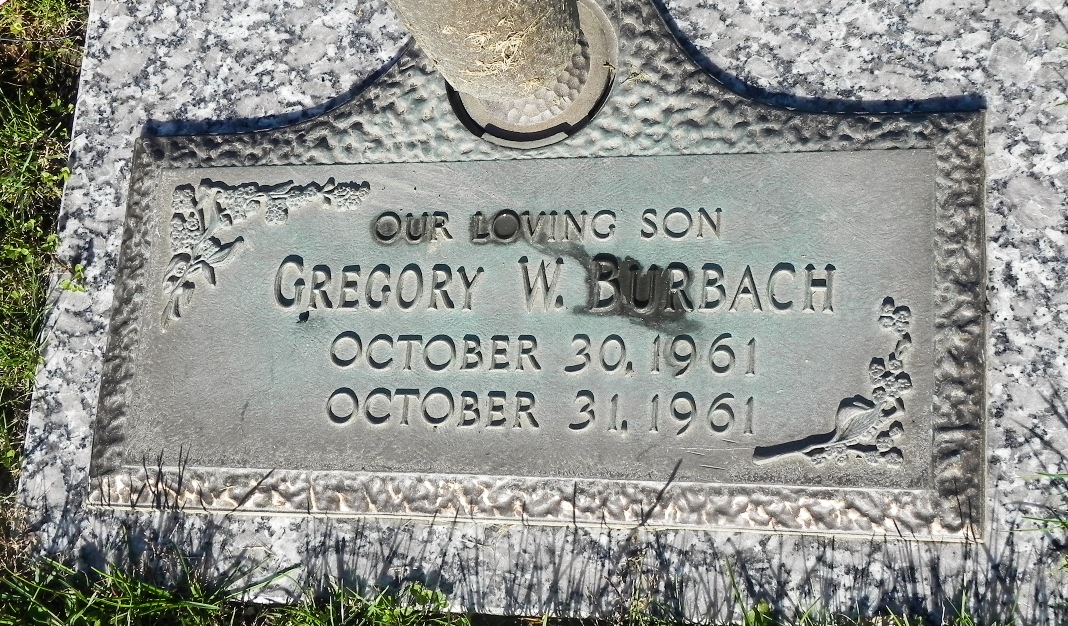 OUR LOVING SON
GREGORY W. BURBACH
OCTOBER 30, 1961
OCTOBER 31, 1961